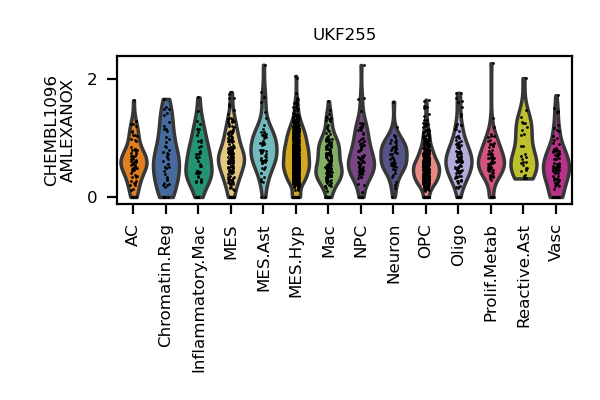 UKF255
CHEMBL1096
AMLEXANOX
2
0
AC
Chromatin.Reg
Inflammatory.Mac
MES
MES.Ast
MES.Hyp
Mac
NPC
Neuron
OPC
Oligo
Prolif.Metab
Reactive.Ast
Vasc